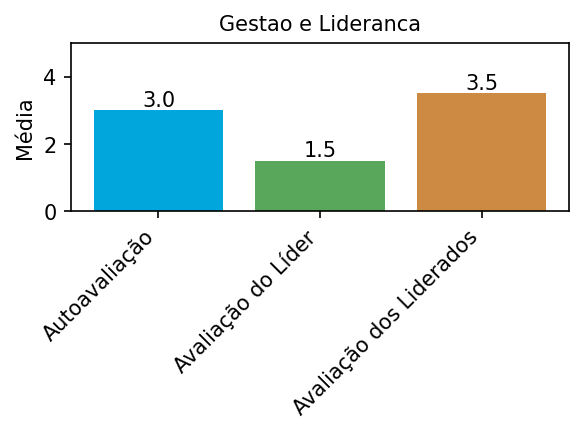 Gestao e Lideranca
Média
4
2
0
3.0
1.5
3.5
Autoavaliação
Avaliação do Líder
Avaliação dos Liderados